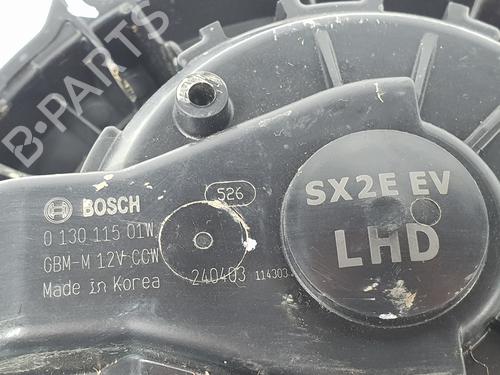 B-PARTS
526
BOSCH
0 130 115 01W
GBM-M 12V CCW
Made in Korea
240403 114303
SX2E EV
LHD